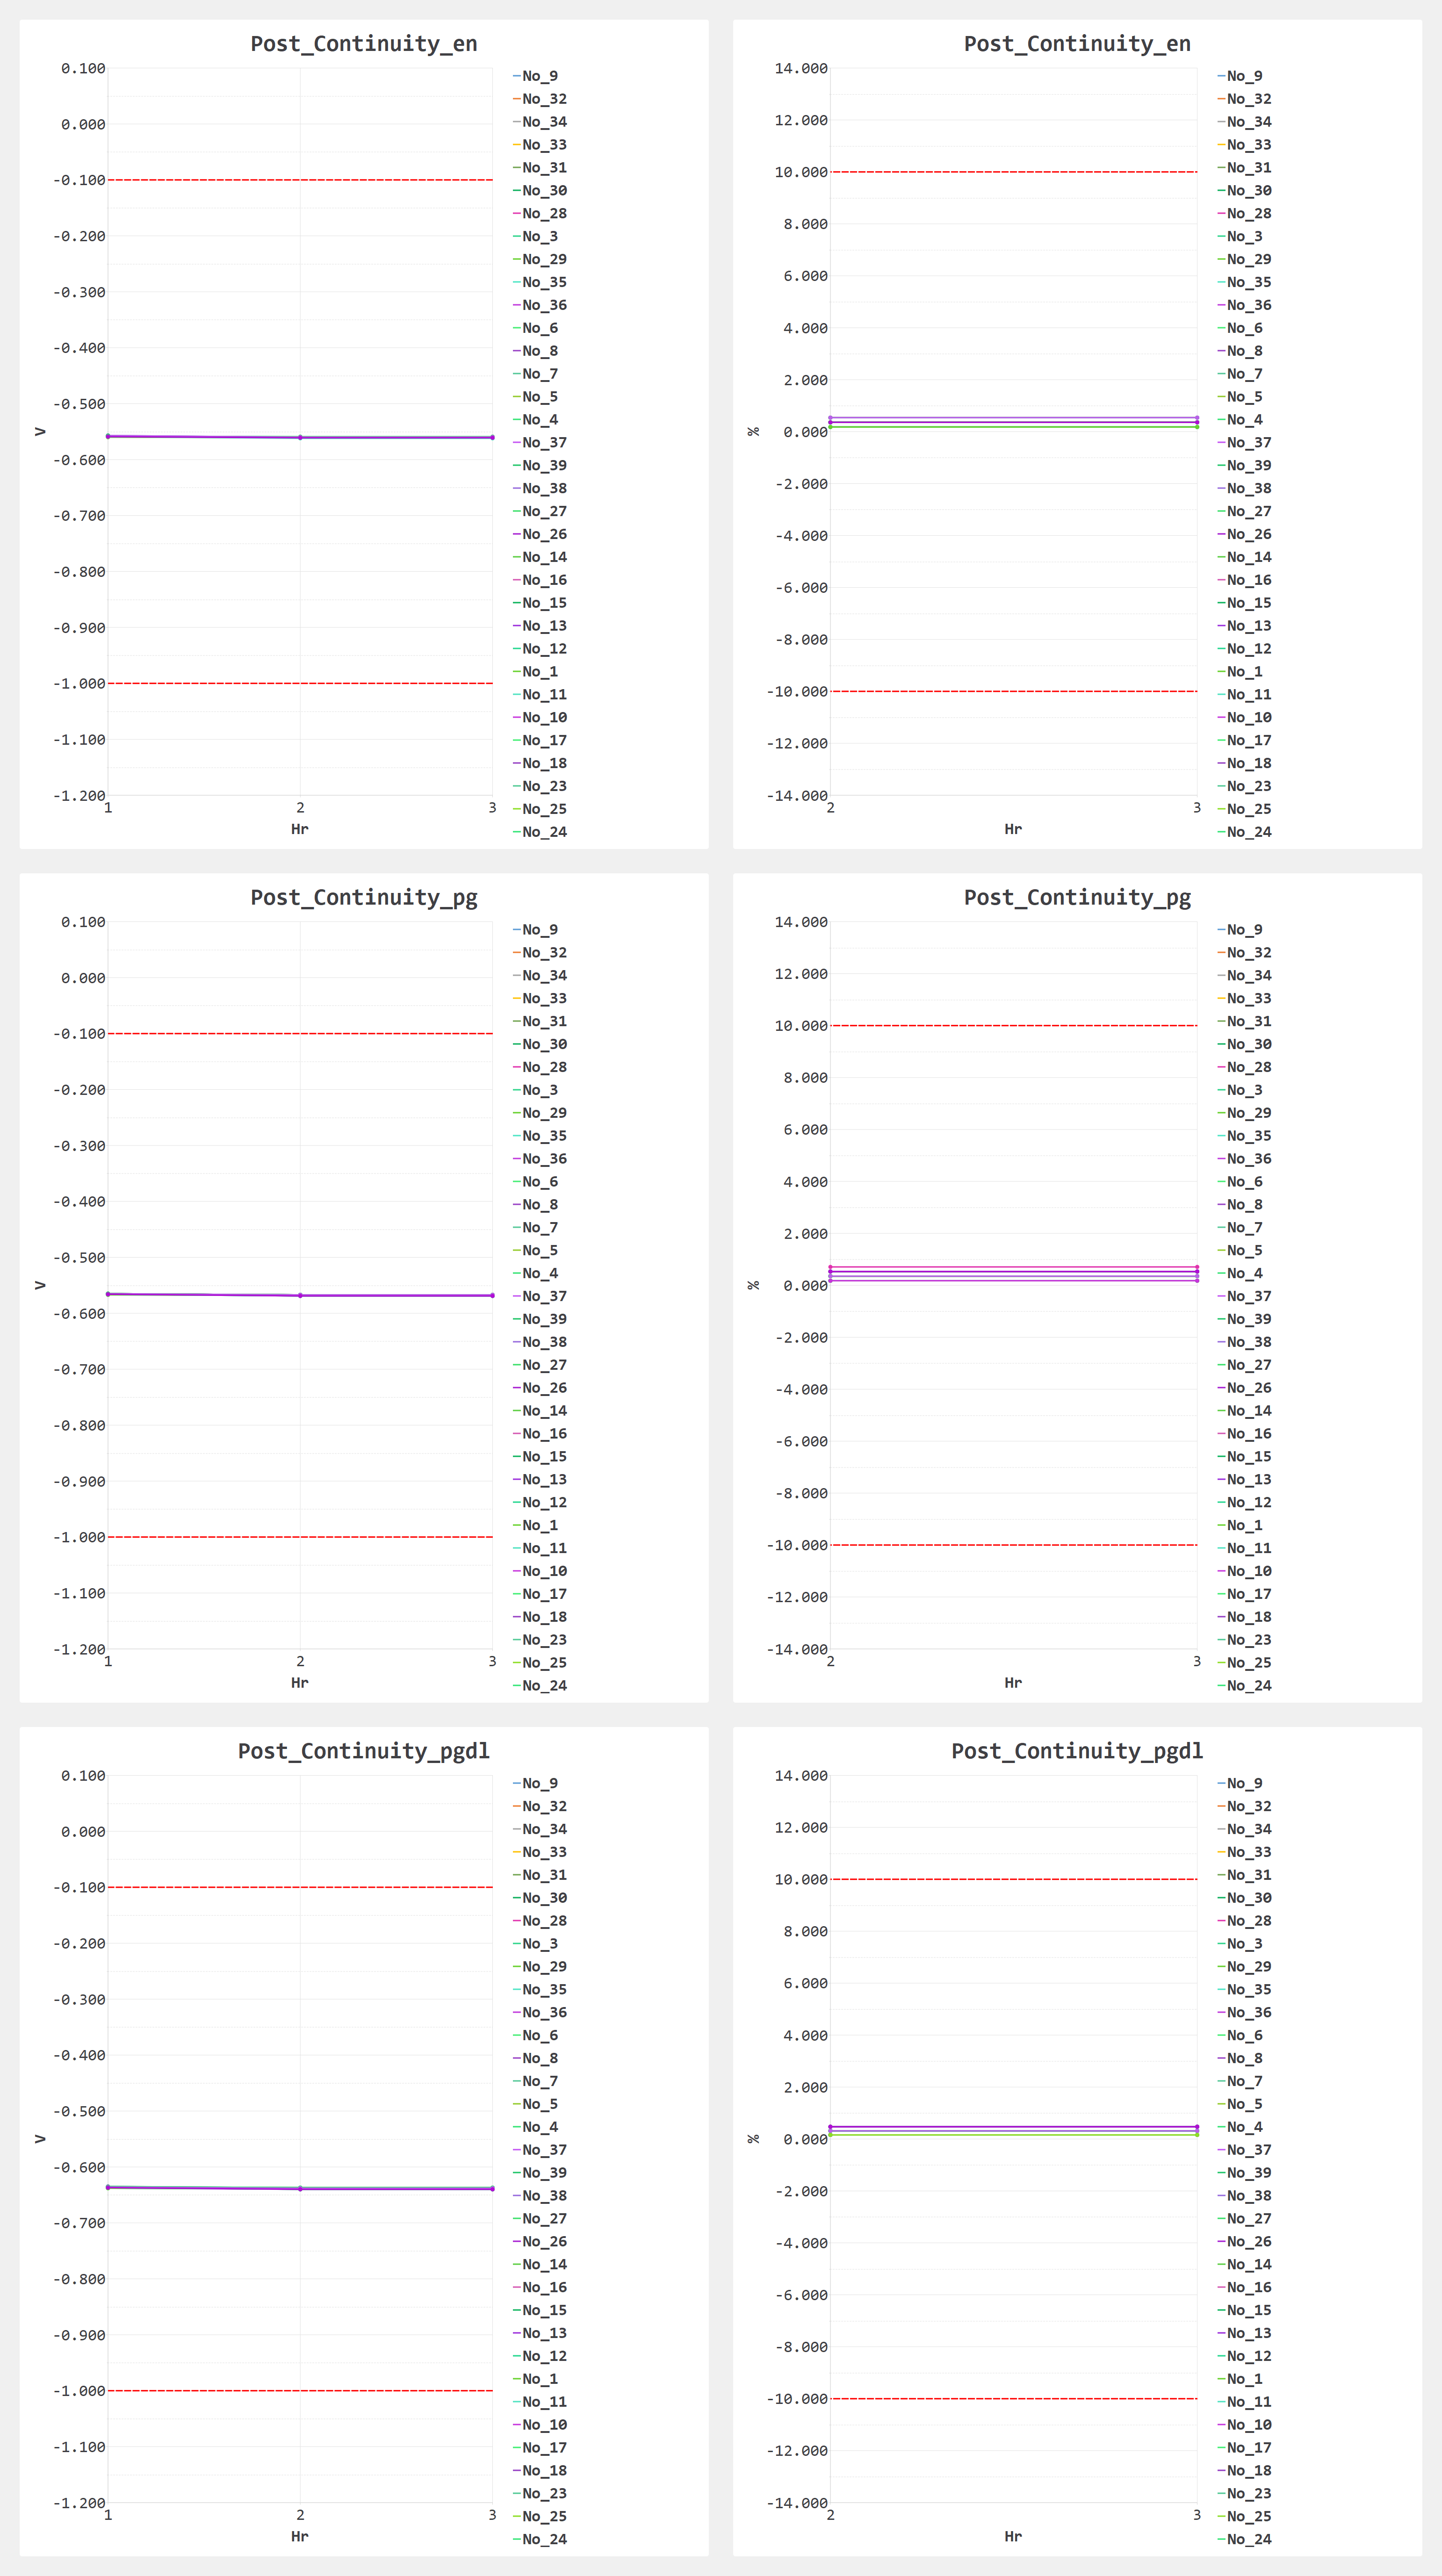 Post_Continuity_en
0.100
0.000
-0.100
-0.200
-0.300
-0.400
-0.500
-0.600
-0.700
-0.800
-0.900
-1.000
-1.100
-1.200
V
1 2 3
Hr
No_9
No_32
No_34
No_33
No_31
No_30
No_28
No_3
No_29
No_35
No_36
No_6
No_8
No_7
No_5
No_4
No_37
No_39
No_38
No_27
No_26
No_14
No_16
No_15
No_13
No_12
No_1
No_11
No_10
No_17
No_18
No_23
No_25
No_24
Post_Continuity_en
14.000
12.000
10.000
8.000
6.000
4.000
2.000
0.000
-2.000
-4.000
-6.000
-8.000
-10.000
-12.000
-14.000
%
2 3
Hr
No_9
No_32
No_34
No_33
No_31
No_30
No_28
No_3
No_29
No_35
No_36
No_6
No_8
No_7
No_5
No_4
No_37
No_39
No_38
No_27
No_26
No_14
No_16
No_15
No_13
No_12
No_1
No_11
No_10
No_17
No_18
No_23
No_25
No_24
Post_Continuity_pg
0.100
0.000
-0.100
-0.200
-0.300
-0.400
-0.500
-0.600
-0.700
-0.800
-0.900
-1.000
-1.100
-1.200
V
1 2 3
Hr
No_9
No_32
No_34
No_33
No_31
No_30
No_28
No_3
No_29
No_35
No_36
No_6
No_8
No_7
No_5
No_4
No_37
No_39
No_38
No_27
No_26
No_14
No_16
No_15
No_13
No_12
No_1
No_11
No_10
No_17
No_18
No_23
No_25
No_24
Post_Continuity_pg
14.000
12.000
10.000
8.000
6.000
4.000
2.000
0.000
-2.000
-4.000
-6.000
-8.000
-10.000
-12.000
-14.000
%
2 3
Hr
No_9
No_32
No_34
No_33
No_31
No_30
No_28
No_3
No_29
No_35
No_36
No_6
No_8
No_7
No_5
No_4
No_37
No_39
No_38
No_27
No_26
No_14
No_16
No_15
No_13
No_12
No_1
No_11
No_10
No_17
No_18
No_23
No_25
No_24
Post_Continuity_pgdl
0.100
0.000
-0.100
-0.200
-0.300
-0.400
-0.500
-0.600
-0.700
-0.800
-0.900
-1.000
-1.100
-1.200
V
1 2 3
Hr
No_9
No_32
No_34
No_33
No_31
No_30
No_28
No_3
No_29
No_35
No_36
No_6
No_8
No_7
No_5
No_4
No_37
No_39
No_38
No_27
No_26
No_14
No_16
No_15
No_13
No_12
No_1
No_11
No_10
No_17
No_18
No_23
No_25
No_24
Post_Continuity_pgdl
14.000
12.000
10.000
8.000
6.000
4.000
2.000
0.000
-2.000
-4.000
-6.000
-8.000
-10.000
-12.000
-14.000
%
2 3
Hr
No_9
No_32
No_34
No_33
No_31
No_30
No_28
No_3
No_29
No_35
No_36
No_6
No_8
No_7
No_5
No_4
No_37
No_39
No_38
No_27
No_26
No_14
No_16
No_15
No_13
No_12
No_1
No_11
No_10
No_17
No_18
No_23
No_25
No_24